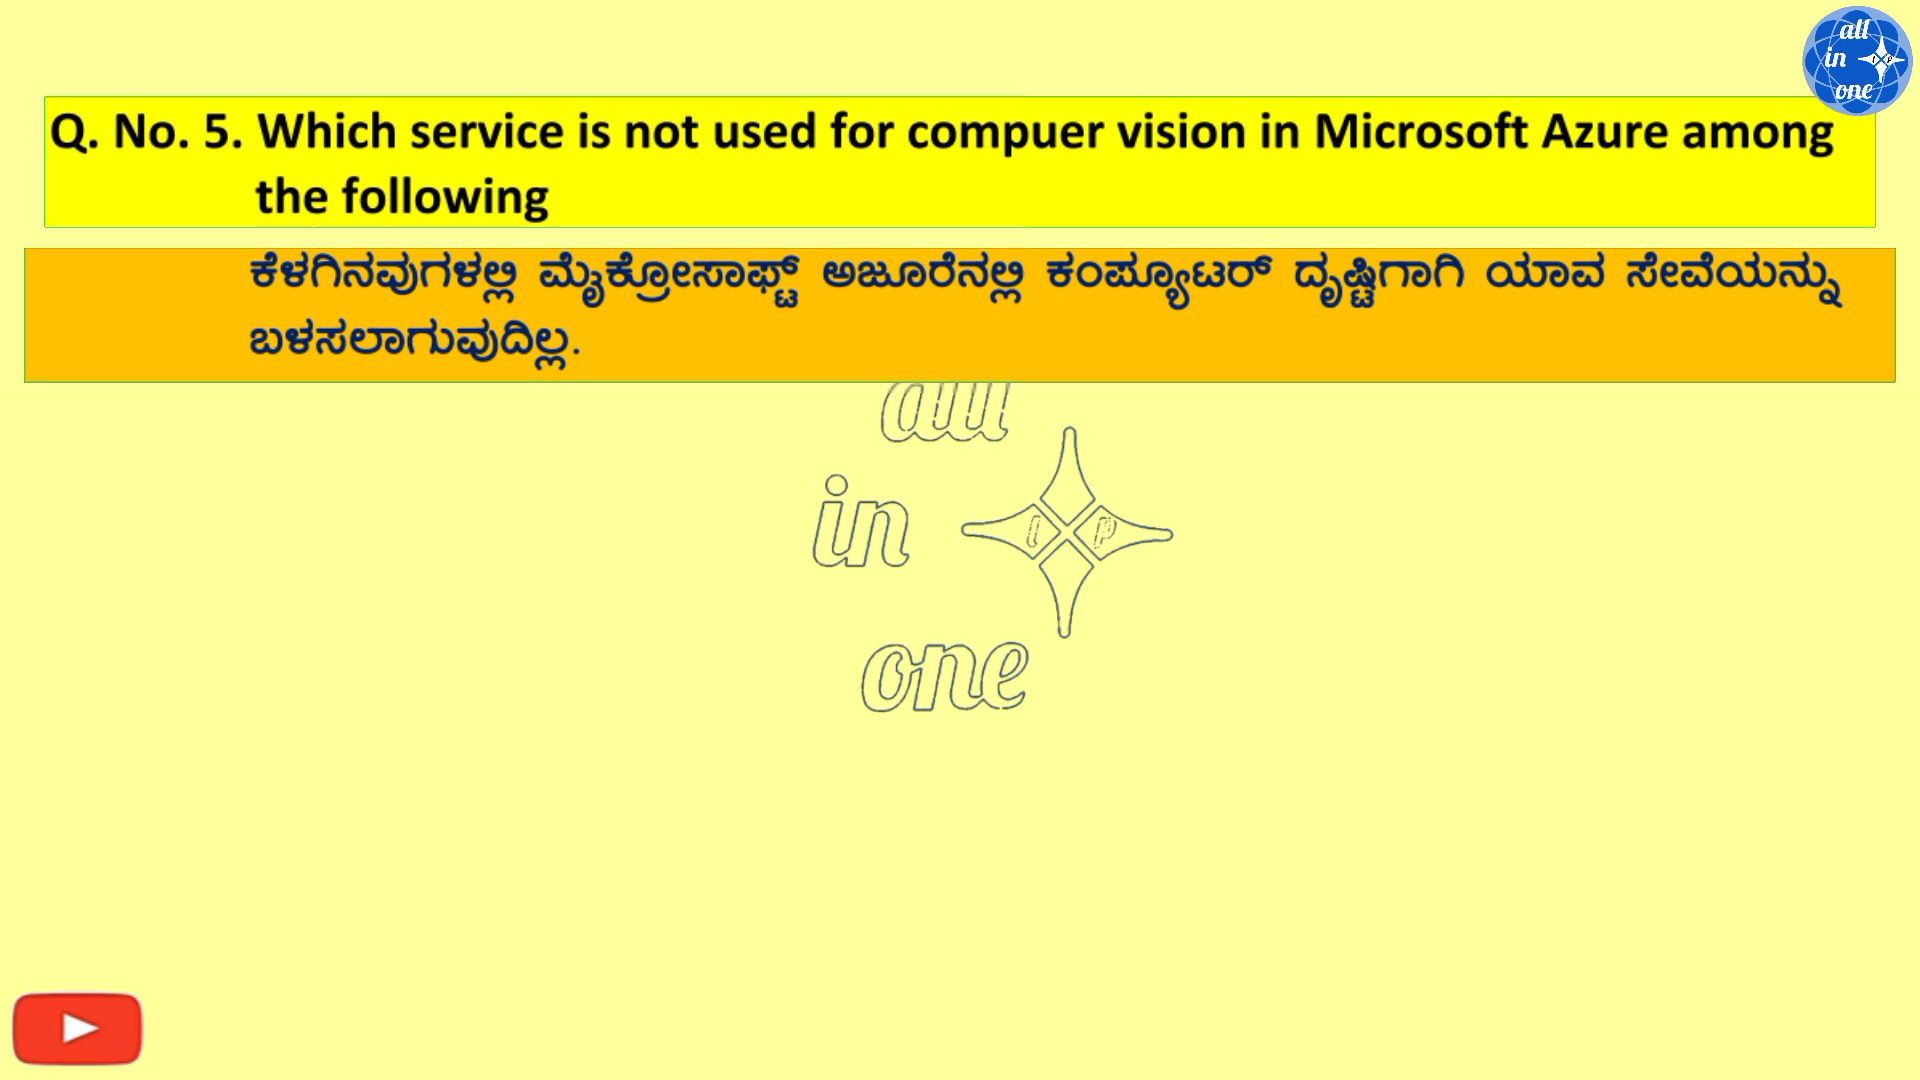 all
in
I P
one
Q. No. 5. Which service is not used for compuer vision in Microsoft Azure among
the following
ಕೆಳಗಿನವುಗಳಲ್ಲಿ ಮೈಕ್ರೋಸಾಫ್ಟ್ ಅಜೂರೆನಲ್ಲಿ ಕಂಪ್ಯೂಟರ್ ದೃಷ್ಟಿಗಾಗಿ ಯಾವ ಸೇವೆಯನ್ನು
ಬಳಸಲಾಗುವುದಿಲ್ಲ.
all
in
I P
one